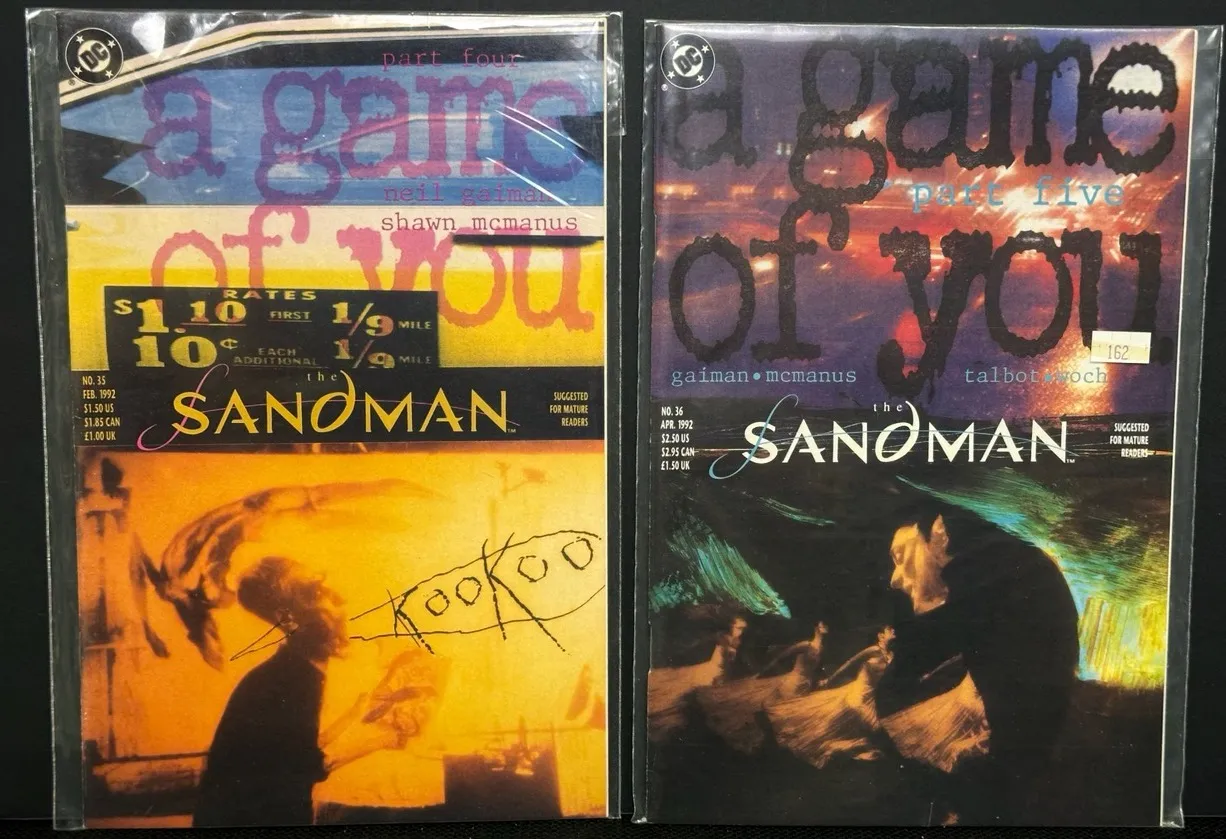 DC
part four
a game
neil gaiman
shawn mcmanus
of you
RATES
$1.10 FIRST 1/9 MILE
10¢ EACH ADDITIONAL 1/9 MILE
NO. 35
FEB. 1992
$1.50 US
$1.85 CAN
£1.00 UK
the
SANDMAN™
SUGGESTED
FOR MATURE
READERS
KOOKOO
DC
a game
part five
of you
162
gaiman • mcmanus
talbot • woch
NO. 36
APR. 1992
$2.50 US
$2.95 CAN
£1.50 UK
the
SANDMAN™
SUGGESTED
FOR MATURE
READERS